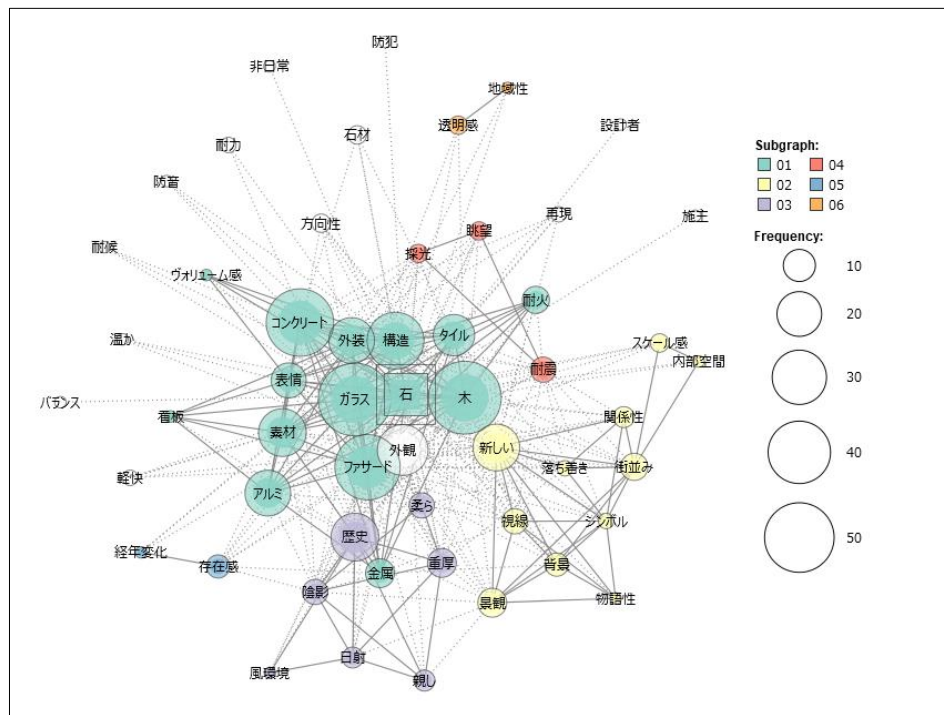 防犯
非日常
地域性
透明感
設計者
石材
耐力
防音
方向性
再現
施主
眺望
採光
耐候
ヴォリューム感
耐火
コンクリート
外装
構造
タイル
温か
スケール感
内部空間
耐震
表情
ガラス
石
木
バランス
看板
関係性
素材
外観
新しい
ファサード
落ち着き
街並み
軽快
アルミ
柔ら
視線
シンボル
歴史
経年変化
存在感
金属
重厚
背景
陰影
景観
物語性
日射
風環境
親し
Subgraph:
01 04
02 05
03 06
Frequency:
10
20
30
40
50